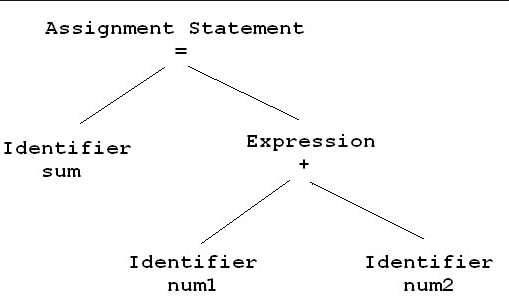 Assignment Statement
=
Identifier
sum
Expression
+
Identifier
num1
Identifier
num2